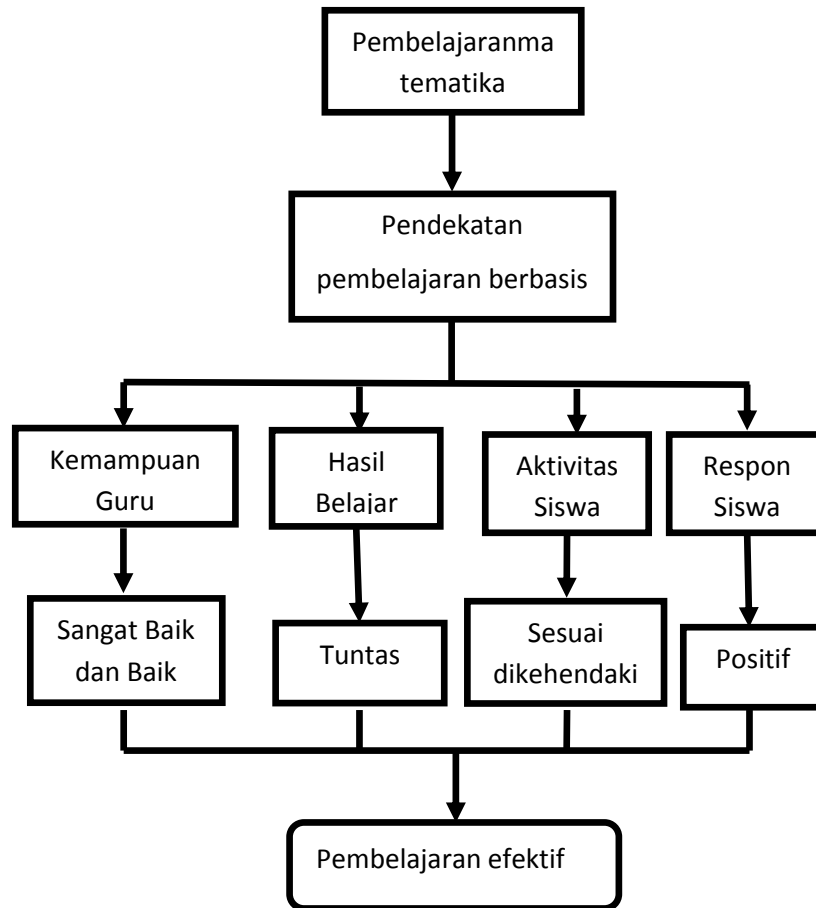 Pembelajaranma
tematika
Pendekatan
pembelajaran berbasis
Kemampuan
Guru
Hasil
Belajar
Aktivitas
Siswa
Respon
Siswa
Sangat Baik
dan Baik
Tuntas
Sesuai
dikehendaki
Positif
Pembelajaran efektif